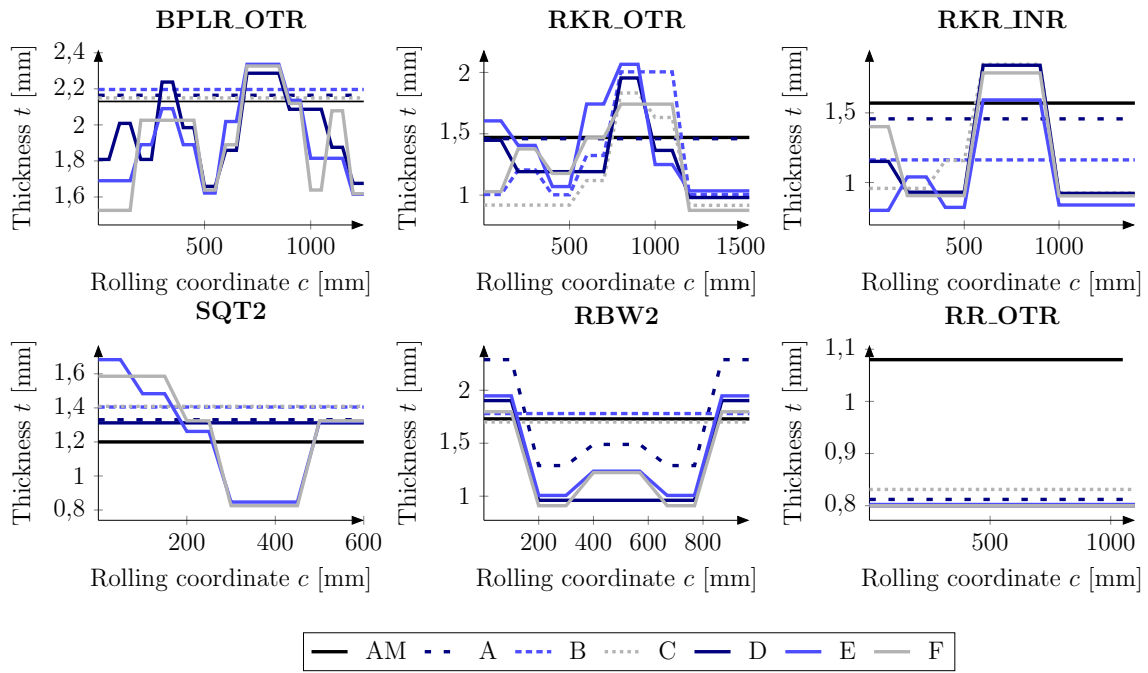 BPLR_OTR
RKR_OTR
RKR_INR
Thickness t [mm]
2,4
2,2
2
1,8
1,6
500
1000
Rolling coordinate c [mm]
Thickness t [mm]
2
1,5
1
500
1000
1500
Rolling coordinate c [mm]
Thickness t [mm]
1,5
1
500
1000
Rolling coordinate c [mm]
SQT2
RBW2
RR_OTR
Thickness t [mm]
1,6
1,4
1,2
1
0,8
200
400
600
Rolling coordinate c [mm]
Thickness t [mm]
2
1,5
1
200
400
600
800
Rolling coordinate c [mm]
Thickness t [mm]
1,1
1
0,9
0,8
500
1000
Rolling coordinate c [mm]
AM A B C D E F